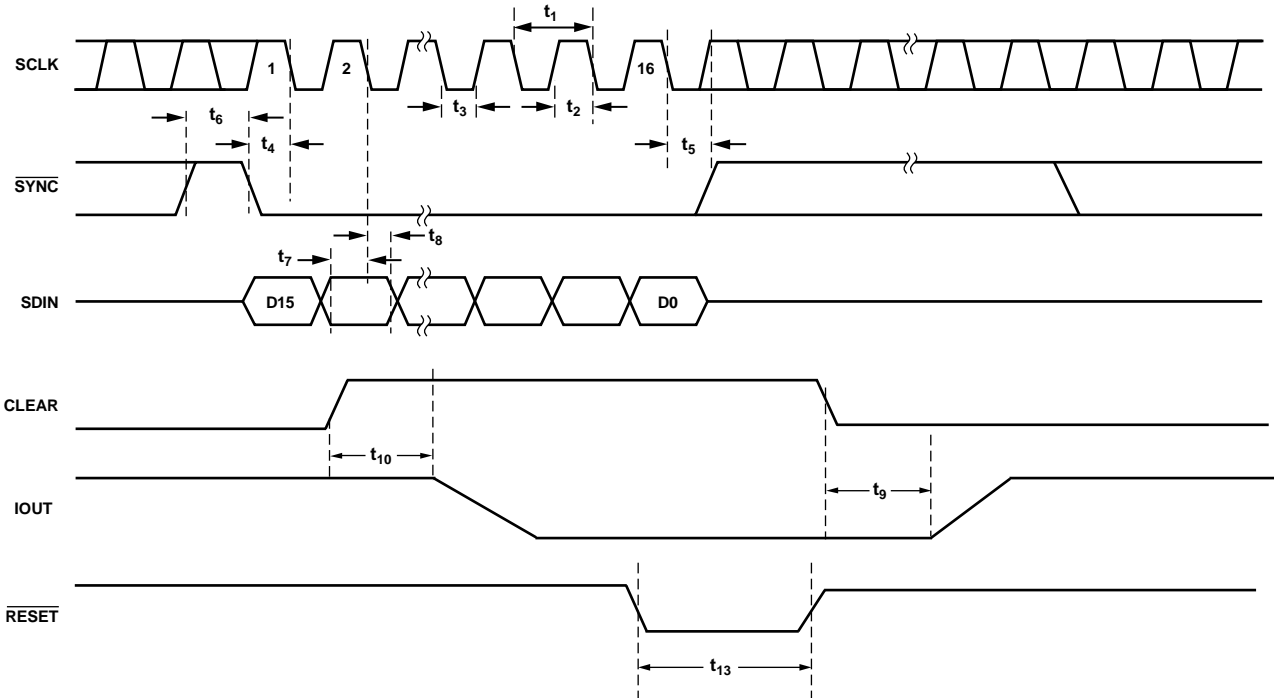 t1
SCLK
1
2
16
t3
t2
t6
t4
t5
SYNC
t8
t7
SDIN
D15
D0
CLEAR
t10
t9
IOUT
RESET
t13